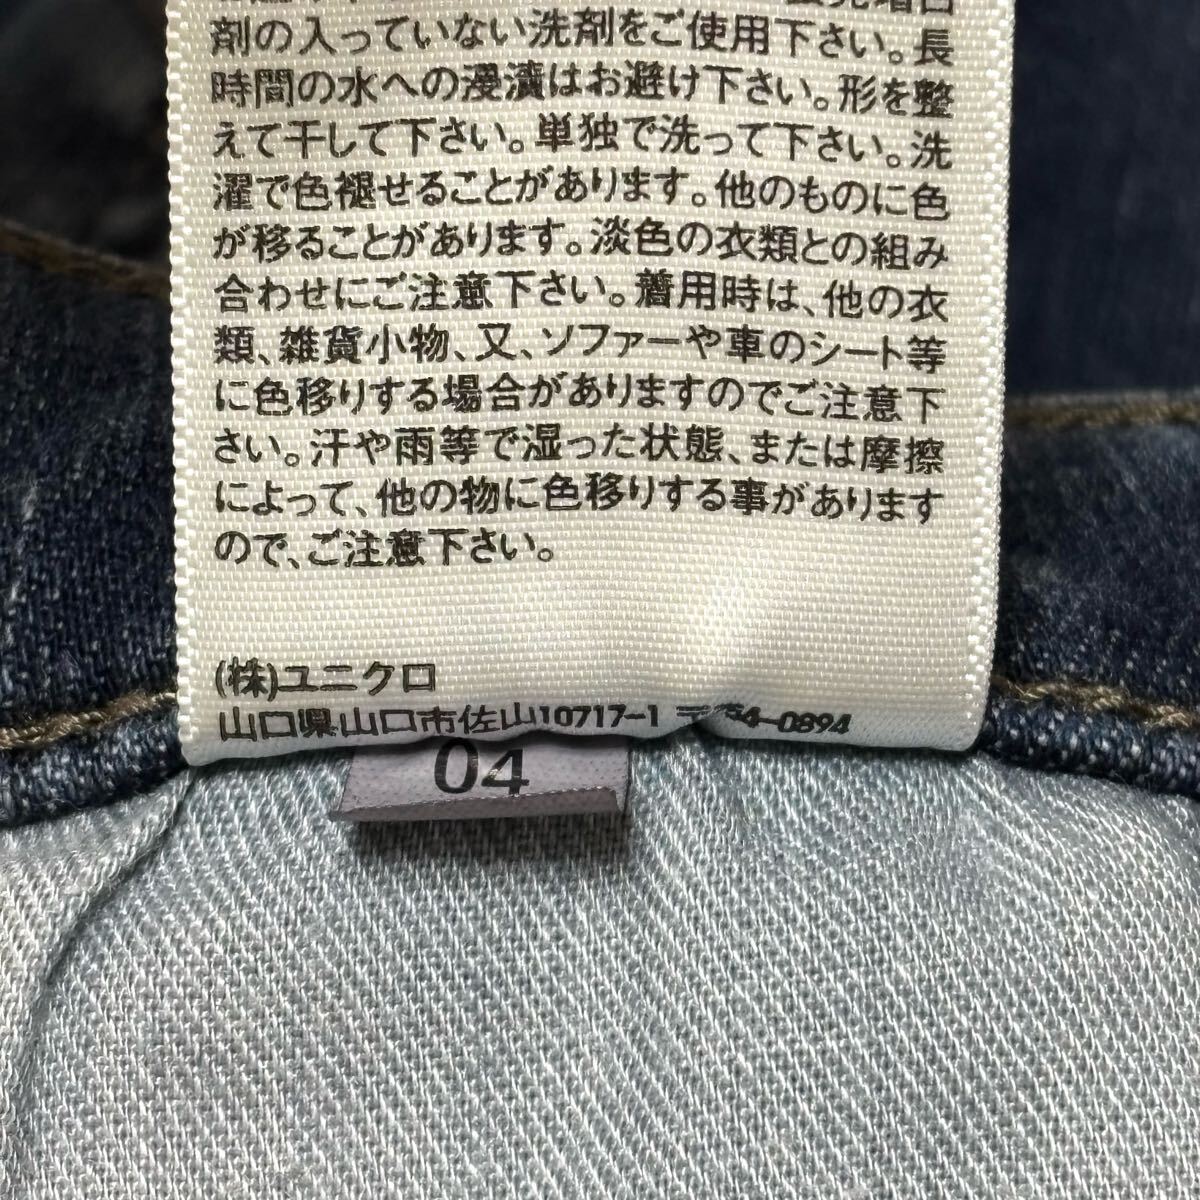 剤の入っていない洗剤をご使用下さい。長
時間の水への浸漬はお避け下さい。形を整
えて干して下さい。単独で洗って下さい。洗
濯で色褪せることがあります。他のものに色
が移ることがあります。淡色の衣類との組み
合わせにご注意下さい。着用時は、他の衣
類、雑貨小物、又、ソファーや車のシート等
に色移りする場合がありますのでご注意下
さい。汗や雨等で湿った状態、または摩擦
によって、他の物に色移りする事があります
ので、ご注意下さい。
(株)ユニクロ
山口県山口市佐山10717-1 〒754-0894
04